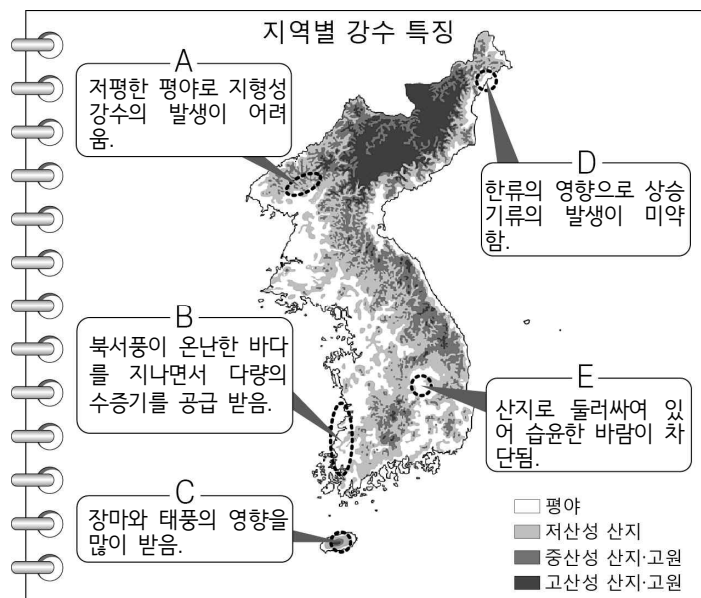 지역별 강수 특징
A
저평한 평야로 지형성
강수의 발생이 어려
움.
D
한류의 영향으로 상승
기류의 발생이 미약
함.
B
북서풍이 온난한 바다
를 지나면서 다량의
수증기를 공급 받음.
E
산지로 둘러싸여 있
어 습윤한 바람이 차
단됨.
C
장마와 태풍의 영향을
많이 받음.
평야
저산성 산지
중산성 산지·고원
고산성 산지·고원